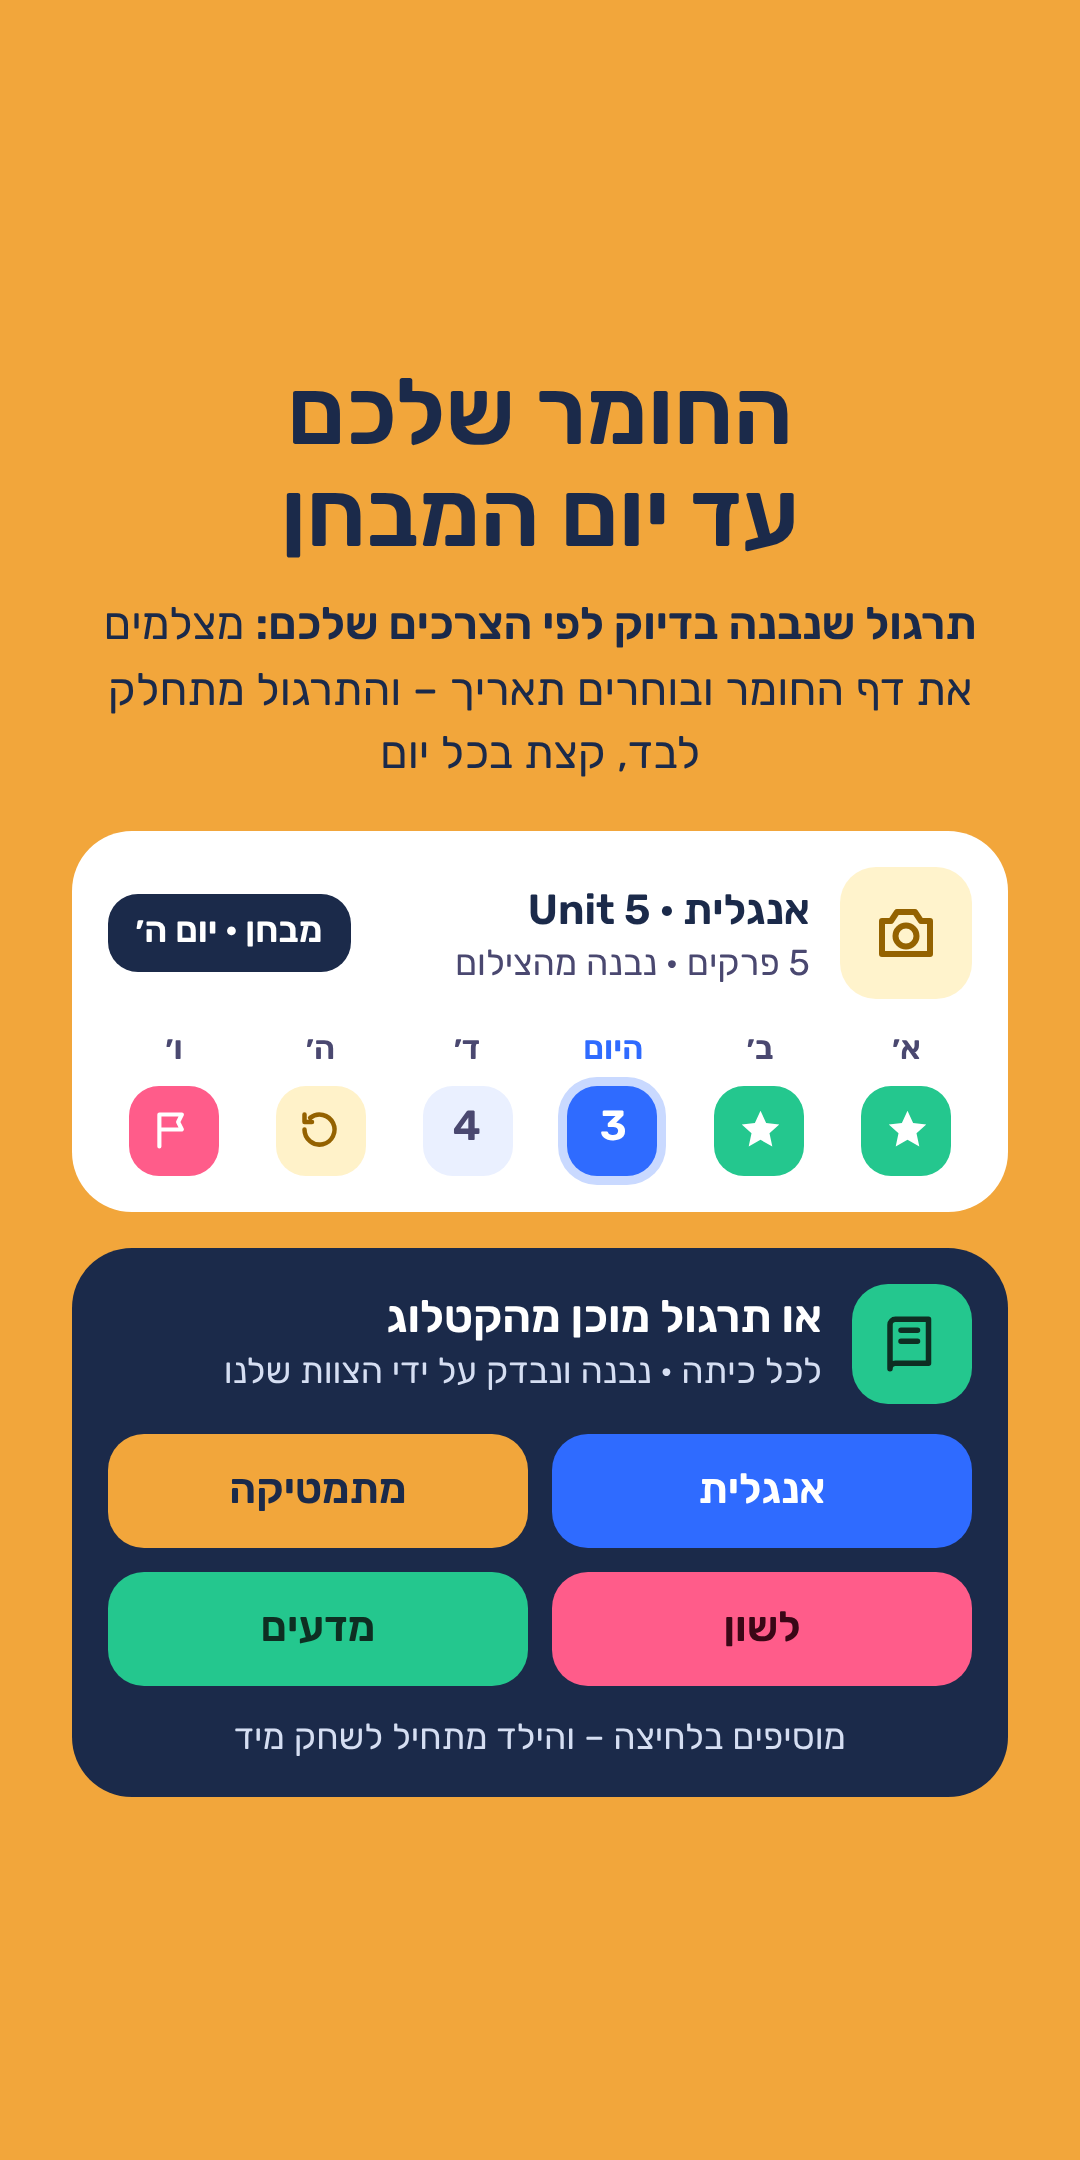 החומר שלכם
עד יום המבחן
תרגול שנבנה בדיוק לפי הצרכים שלכם: מצלמים
את דף החומר ובוחרים תאריך – והתרגול מתחלק
לבד, קצת בכל יום
אנגלית • Unit 5
5 פרקים • נבנה מהצילום
מבחן • יום ה׳
א׳ ב׳ היום ד׳ ה׳ ו׳
3 4
או תרגול מוכן מהקטלוג
לכל כיתה • נבנה ונבדק על ידי הצוות שלנו
אנגלית מתמטיקה
לשון מדעים
מוסיפים בלחיצה – והילד מתחיל לשחק מיד